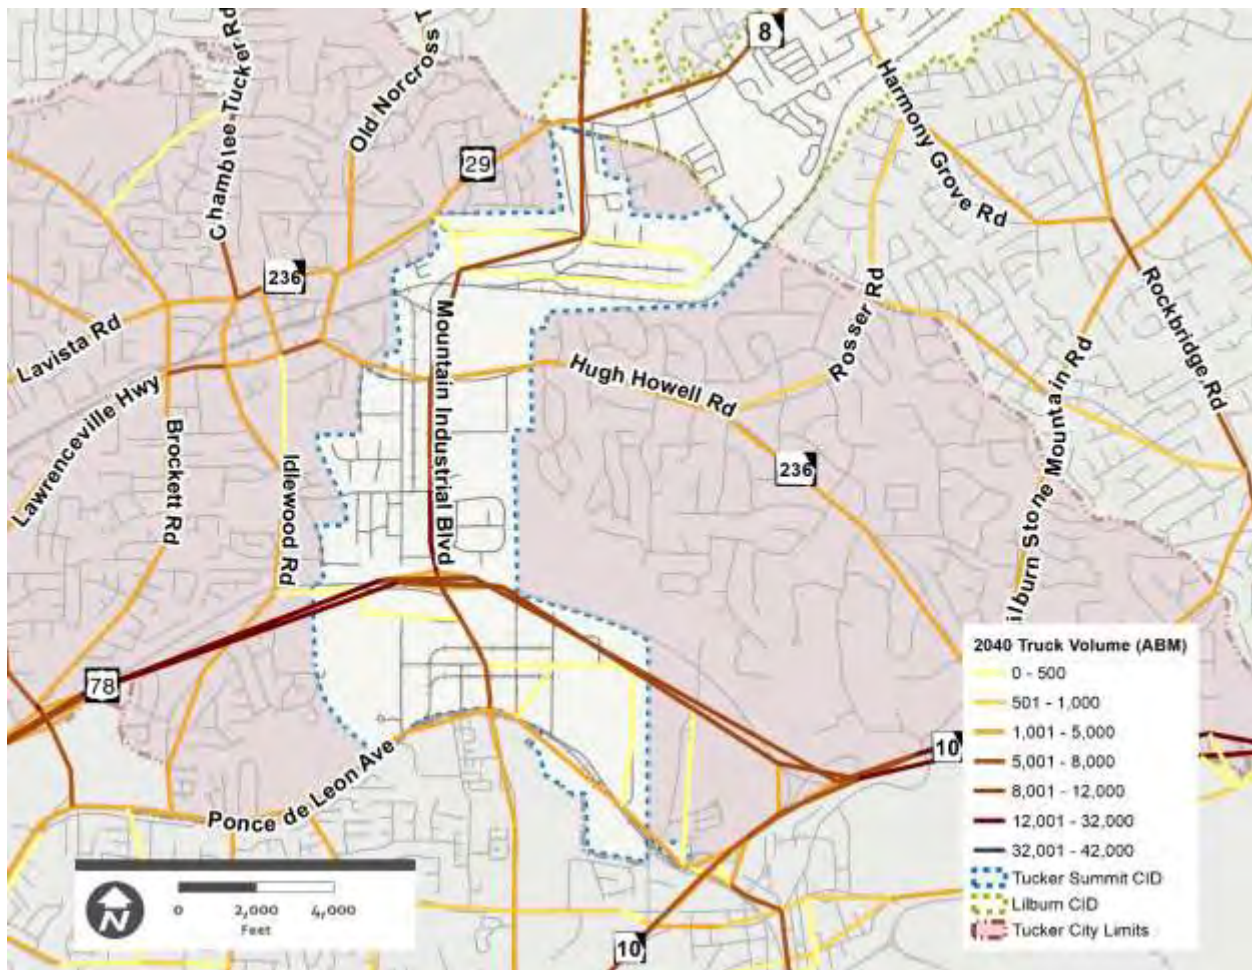 8
Chamblee-Tucker Rd
Old Norcross
Harmony Grove Rd
29
236
Lavista Rd
Lawrenceville Hwy
Brockett Rd
Idlewood Rd
Mountain Industrial Blvd
Hugh Howell Rd
Rosser Rd
Rockbridge Rd
ilburn Stone Mountain Rd
236
78
10
Ponce de Leon Ave
10
2040 Truck Volume (ABM)
0 - 500
501 - 1,000
1,001 - 5,000
5,001 - 8,000
8,001 - 12,000
12,001 - 32,000
32,001 - 42,000
Tucker Summit CID
Lilburn CID
Tucker City Limits
N
0 2,000 4,000
Feet